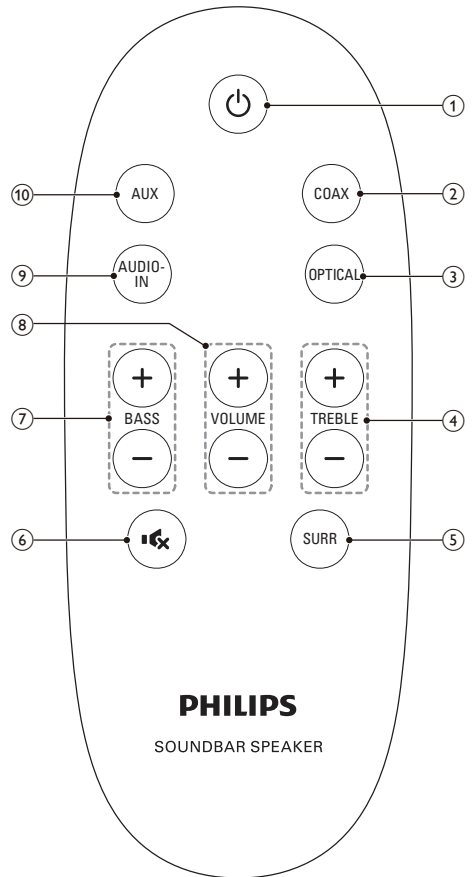 ①
⑩ AUX COAX ②
⑨ AUDIO-
IN OPTICAL ③
⑧
+ + +
⑦ BASS VOLUME TREBLE ④
− − −
⑥ SURR ⑤
PHILIPS
SOUNDBAR SPEAKER